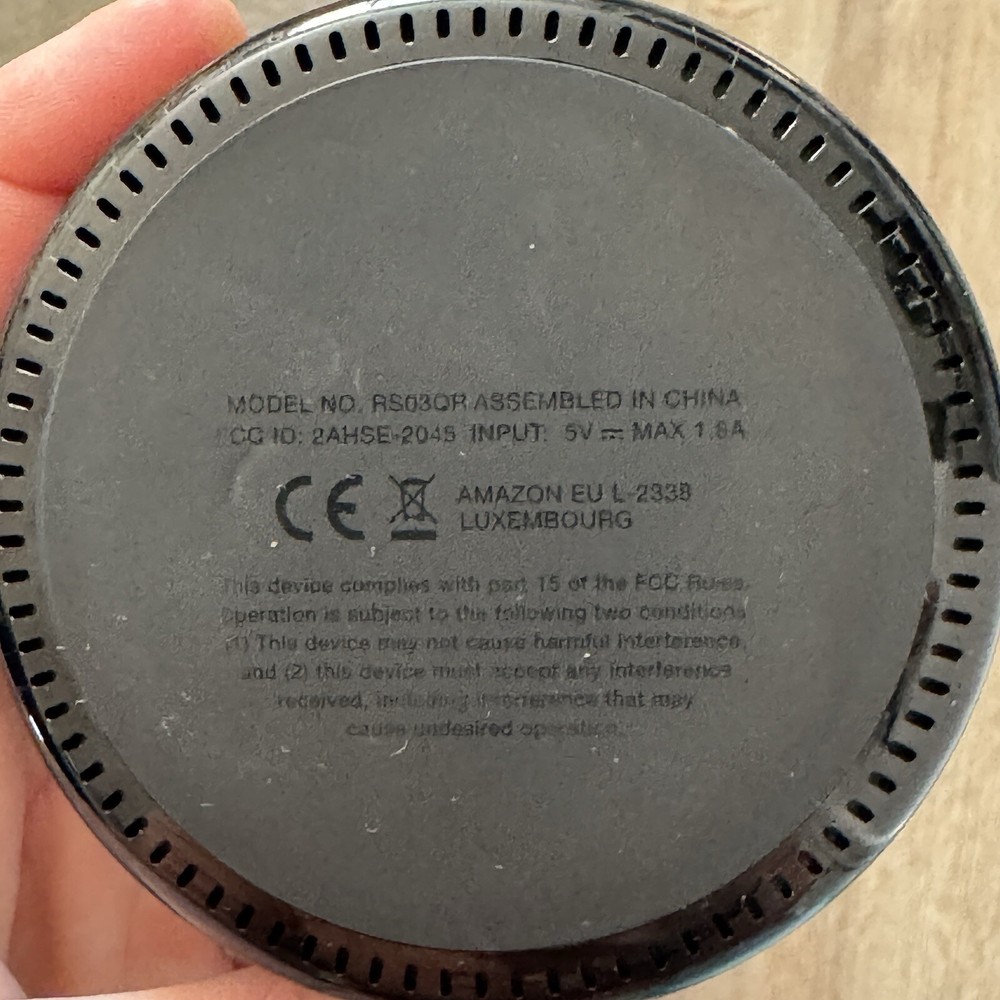 MODEL NO. RS03QR ASSEMBLED IN CHINA
CC ID: 2AHSE-2045 INPUT: 5V MAX 1.8A
CE AMAZON EU L-2338
LUXEMBOURG
This device complies with part 15 of the FCC Rules.
Operation is subject to the following two conditions
(1) This device may not cause harmful interference,
and (2) this device must accept any interference
received, including interference that may
cause undesired operation.